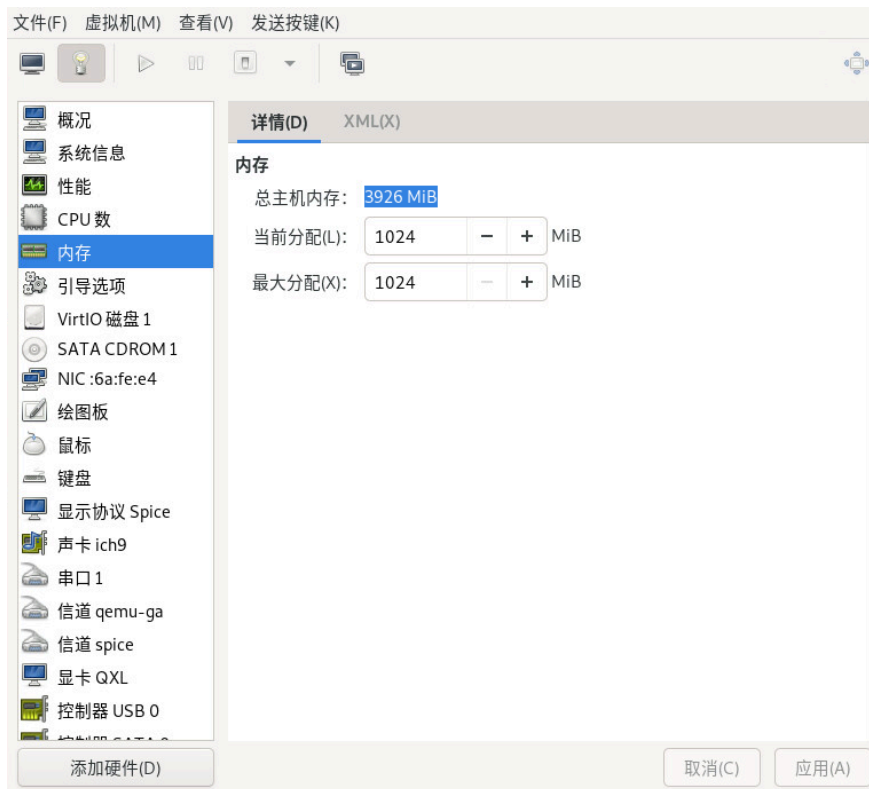 文件(F) 虚拟机(M) 查看(V) 发送按键(K)
概况
系统信息
性能
CPU 数
内存
引导选项
VirtIO 磁盘 1
SATA CDROM 1
NIC :6a:fe:e4
绘图板
鼠标
键盘
显示协议 Spice
声卡 ich9
串口 1
信道 qemu-ga
信道 spice
显卡 QXL
控制器 USB 0
添加硬件(D)
详情(D) XML(X)
内存
总主机内存： 3926 MiB
当前分配(L)： 1024 − + MiB
最大分配(X)： 1024 − + MiB
取消(C) 应用(A)